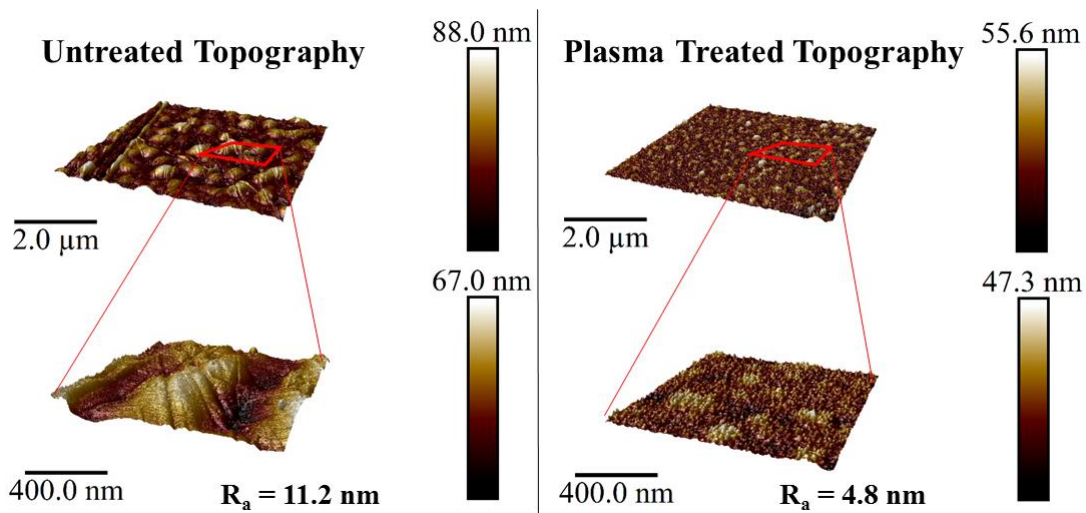 Untreated Topography
88.0 nm
2.0 µm
67.0 nm
400.0 nm
Rₐ = 11.2 nm
Plasma Treated Topography
55.6 nm
2.0 µm
47.3 nm
400.0 nm
Rₐ = 4.8 nm